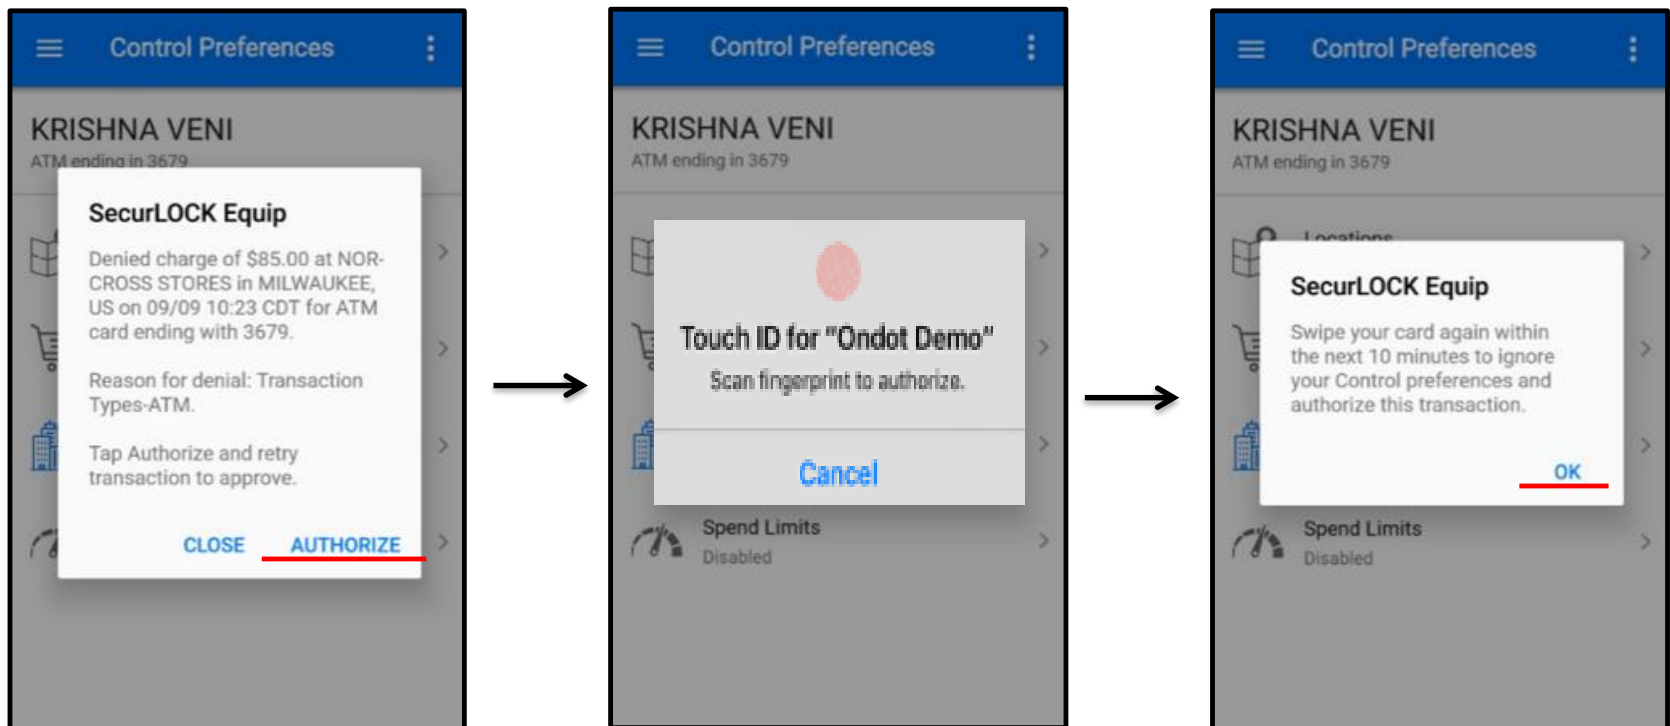 Control Preferences
KRISHNA VENI
ATM ending in 3679
SecurLOCK Equip
Denied charge of $85.00 at NOR-
CROSS STORES in MILWAUKEE,
US on 09/09 10:23 CDT for ATM
card ending with 3679.
Reason for denial: Transaction
Types-ATM.
Tap Authorize and retry
transaction to approve.
CLOSE AUTHORIZE
Control Preferences
KRISHNA VENI
ATM ending in 3679
Touch ID for "Ondot Demo"
Scan fingerprint to authorize.
Cancel
Spend Limits
Disabled
Control Preferences
KRISHNA VENI
ATM ending in 3679
Locations
SecurLOCK Equip
Swipe your card again within
the next 10 minutes to ignore
your Control preferences and
authorize this transaction.
OK
Spend Limits
Disabled